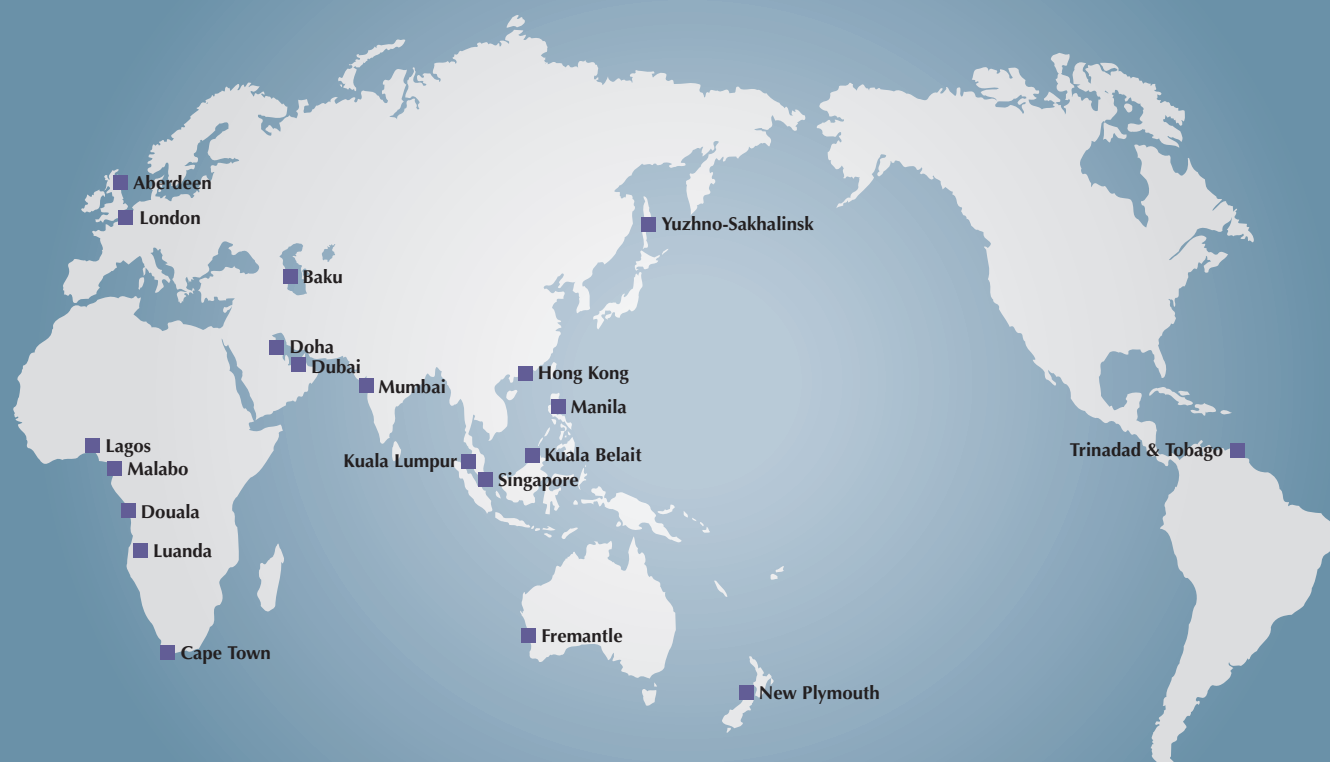 Aberdeen
London
Yuzhno-Sakhalinsk
Baku
Doha
Dubai
Hong Kong
Mumbai
Manila
Lagos
Trinadad & Tobago
Kuala Belait
Kuala Lumpur
Malabo
Singapore
Douala
Luanda
Fremantle
Cape Town
New Plymouth